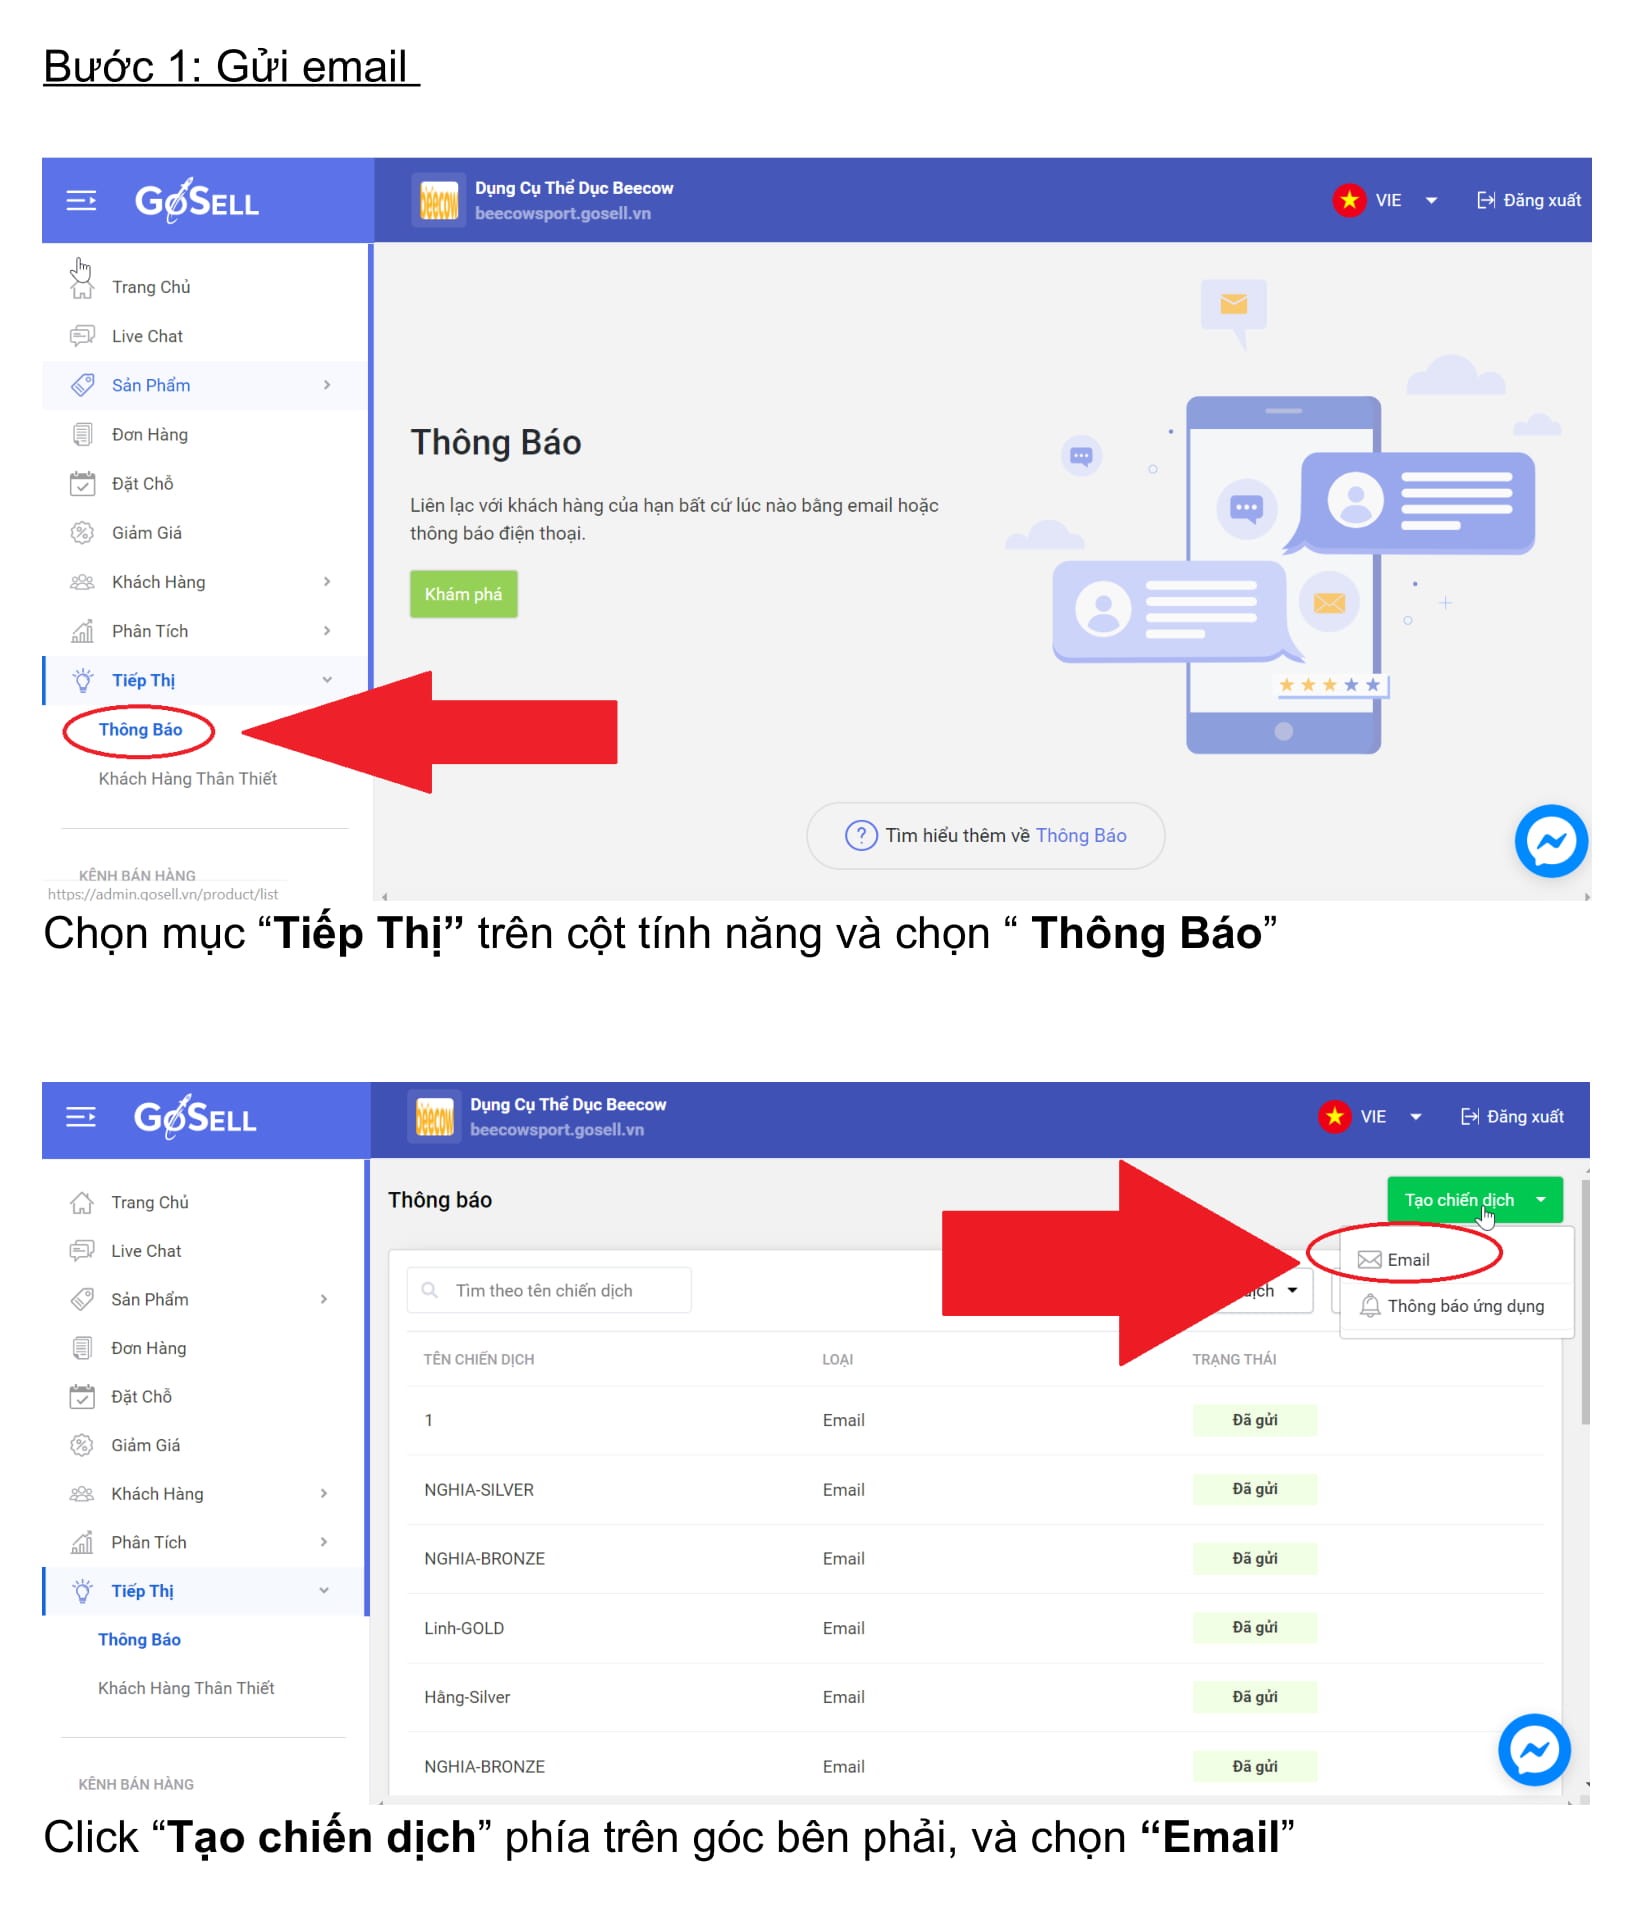 Bước 1: Gửi email
GoSELL
Dụng Cụ Thể Dục Beecow
beecowsport.gosell.vn
VIE
Đăng xuất
Trang Chủ
Live Chat
Sản Phẩm
Đơn Hàng
Đặt Chỗ
Giảm Giá
Khách Hàng
Phân Tích
Tiếp Thị
Thông Báo
Khách Hàng Thân Thiết
KÊNH BÁN HÀNG
https://admin.gosell.vn/product/list
Thông Báo
Liên lạc với khách hàng của hạn bất cứ lúc nào bằng email hoặc
thông báo điện thoại.
Khám phá
? Tìm hiểu thêm về Thông Báo
Chọn mục “Tiếp Thị” trên cột tính năng và chọn “ Thông Báo”
GoSELL
Dụng Cụ Thể Dục Beecow
beecowsport.gosell.vn
VIE
Đăng xuất
Trang Chủ
Live Chat
Sản Phẩm
Đơn Hàng
Đặt Chỗ
Giảm Giá
Khách Hàng
Phân Tích
Tiếp Thị
Thông Báo
Khách Hàng Thân Thiết
KÊNH BÁN HÀNG
Thông báo
Tạo chiến dịch
Email
Thông báo ứng dụng
Tìm theo tên chiến dịch
dịch
TÊN CHIẾN DỊCH LOẠI TRẠNG THÁI
1 Email Đã gửi
NGHIA-SILVER Email Đã gửi
NGHIA-BRONZE Email Đã gửi
Linh-GOLD Email Đã gửi
Hằng-Silver Email Đã gửi
NGHIA-BRONZE Email Đã gửi
Click “Tạo chiến dịch” phía trên góc bên phải, và chọn “Email”